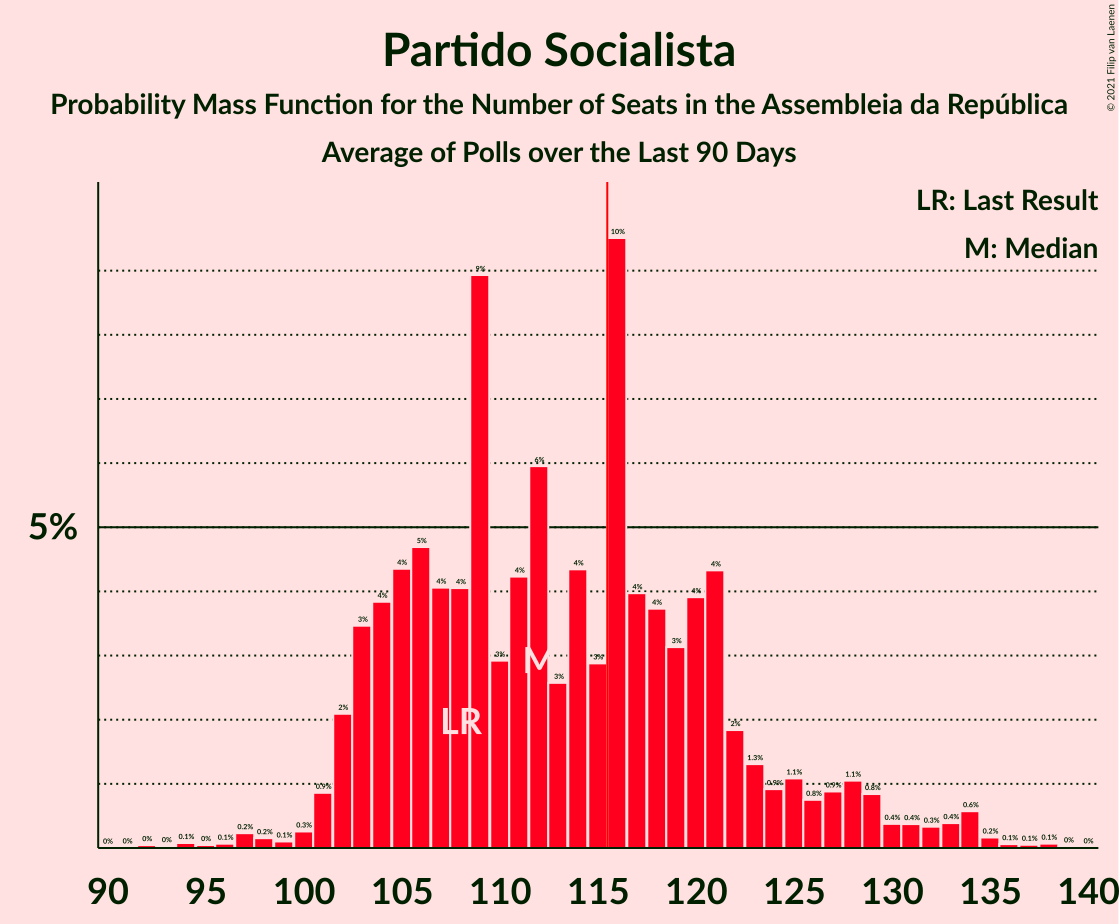 Partido Socialista
Probability Mass Function for the Number of Seats in the Assembleia da República
Average of Polls over the Last 90 Days
© 2021 Filip van Laenen
LR: Last Result
M: Median
5%
0% 0% 0% 0% 0.1% 0% 0.1% 0.2% 0.2% 0.1% 0.3% 0.9% 2% 3% 4% 4% 5% 4% 4% 9% 3% 4% 6% 3% 4% 3% 10% 4% 4% 3% 4% 4% 2% 1.3% 0.9% 1.1% 0.8% 0.9% 1.1% 0.8% 0.4% 0.4% 0.3% 0.4% 0.6% 0.2% 0.1% 0.1% 0.1% 0% 0%
M
LR
90 95 100 105 110 115 120 125 130 135 140